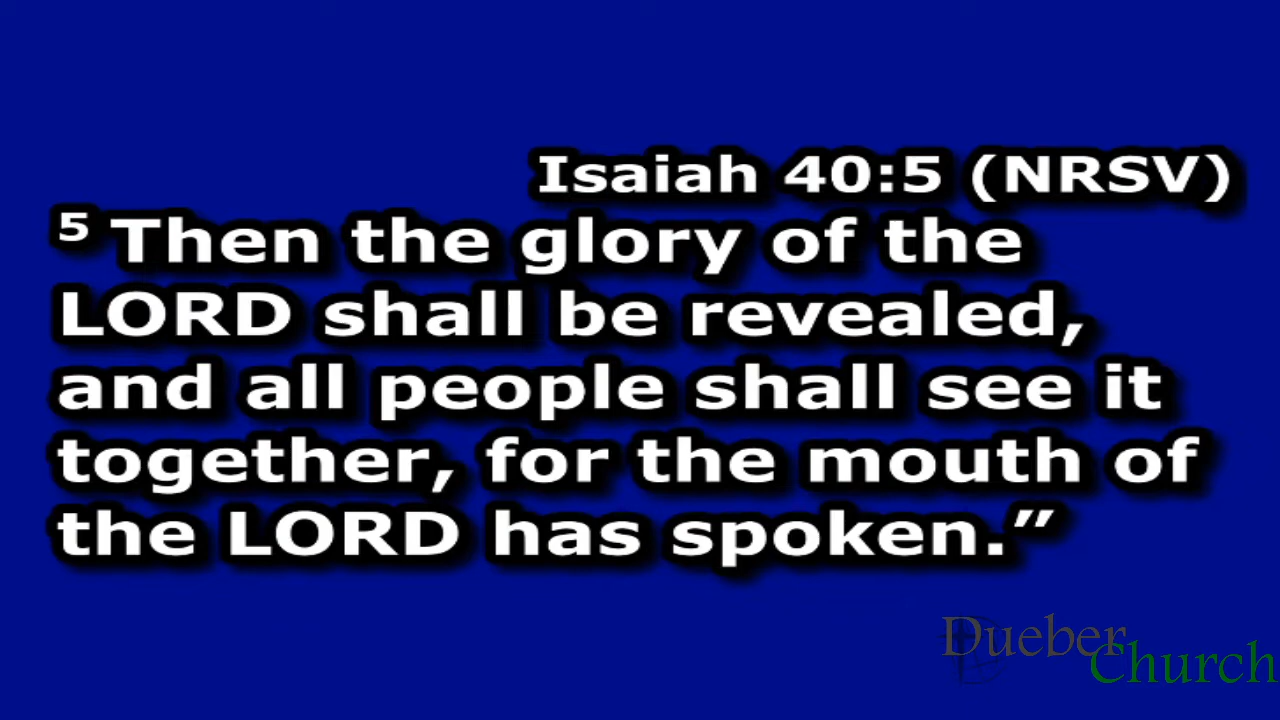 Isaiah 40:5 (NRSV)
⁵ Then the glory of the
LORD shall be revealed,
and all people shall see it
together, for the mouth of
the LORD has spoken.”
Dueber
Church